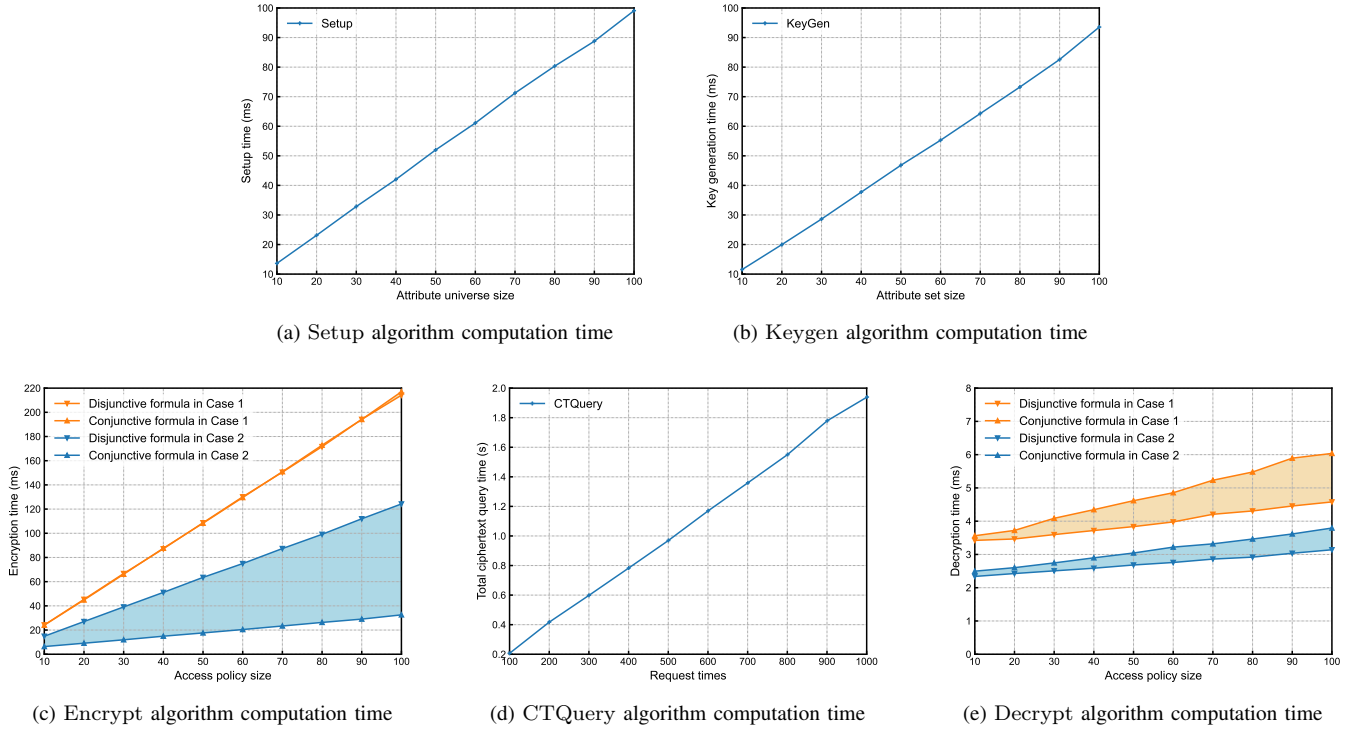 Setup
Setup time (ms)
100
90
80
70
60
50
40
30
20
10
10 20 30 40 50 60 70 80 90 100
Attribute universe size
(a) Setup algorithm computation time
KeyGen
Key generation time (ms)
100
90
80
70
60
50
40
30
20
10
10 20 30 40 50 60 70 80 90 100
Attribute set size
(b) Keygen algorithm computation time
Disjunctive formula in Case 1
Conjunctive formula in Case 1
Disjunctive formula in Case 2
Conjunctive formula in Case 2
Encryption time (ms)
220
200
180
160
140
120
100
80
60
40
20
0
10 20 30 40 50 60 70 80 90 100
Access policy size
(c) Encrypt algorithm computation time
CTQuery
Total ciphertext query time (s)
2.0
1.8
1.6
1.4
1.2
1.0
0.8
0.6
0.4
0.2
100 200 300 400 500 600 700 800 900 1000
Request times
(d) CTQuery algorithm computation time
Disjunctive formula in Case 1
Conjunctive formula in Case 1
Disjunctive formula in Case 2
Conjunctive formula in Case 2
Decryption time (ms)
8
7
6
5
4
3
2
1
0
10 20 30 40 50 60 70 80 90 100
Access policy size
(e) Decrypt algorithm computation time